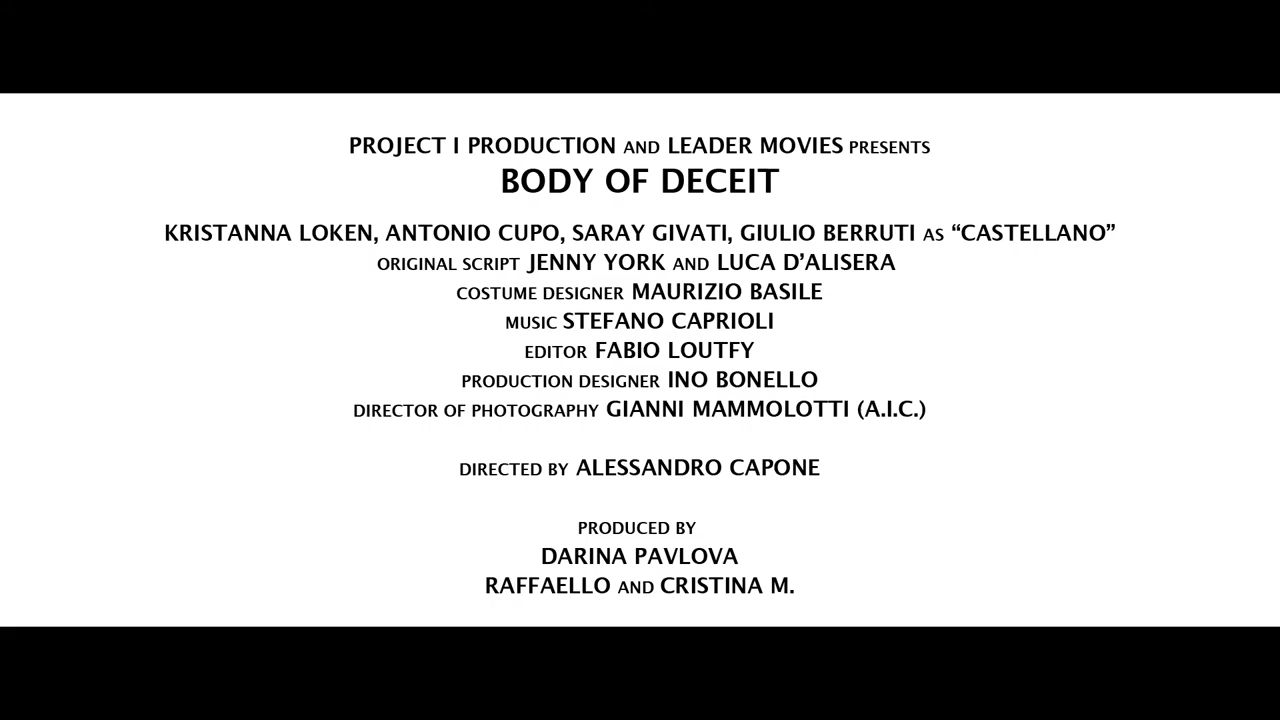 PROJECT I PRODUCTION AND LEADER MOVIES PRESENTS
BODY OF DECEIT
KRISTANNA LOKEN, ANTONIO CUPO, SARAY GIVATI, GIULIO BERRUTI AS “CASTELLANO”
ORIGINAL SCRIPT JENNY YORK AND LUCA D’ALISERA
COSTUME DESIGNER MAURIZIO BASILE
MUSIC STEFANO CAPRIOLI
EDITOR FABIO LOUTFY
PRODUCTION DESIGNER INO BONELLO
DIRECTOR OF PHOTOGRAPHY GIANNI MAMMOLOTTI (A.I.C.)
DIRECTED BY ALESSANDRO CAPONE
PRODUCED BY
DARINA PAVLOVA
RAFFAELLO AND CRISTINA M.